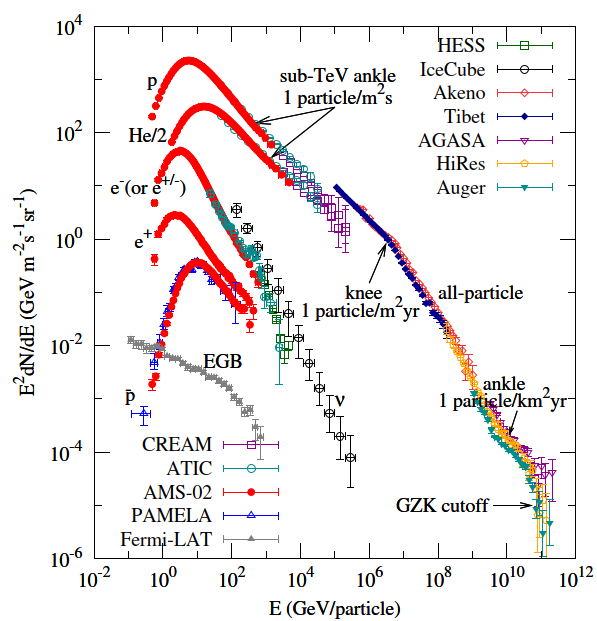 10^4
10^2
10^0
10^-2
10^-4
10^-6
E^2dN/dE (GeV m^-2s^-1sr^-1)
HESS
IceCube
Akeno
Tibet
AGASA
HiRes
Auger
p
sub-TeV ankle
1 particle/m^2s
He/2
e^-(or e^+/-)
e^+
knee
1 particle/m^2yr
all-particle
EGB
ankle
1 particle/km^2yr
p̄
ν
CREAM
ATIC
AMS-02
PAMELA
Fermi-LAT
GZK cutoff
10^-2 10^0 10^2 10^4 10^6 10^8 10^10 10^12
E (GeV/particle)